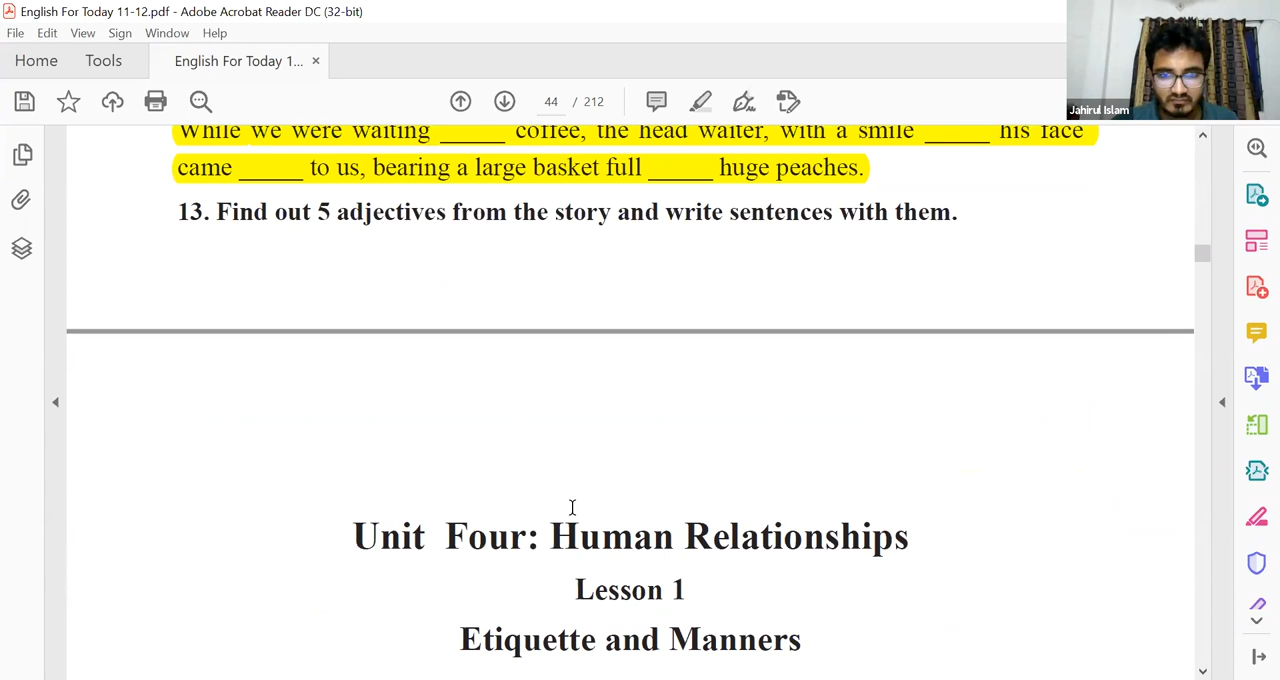 English For Today 11-12.pdf - Adobe Acrobat Reader DC (32-bit)
File Edit View Sign Window Help
Home Tools English For Today 1... ×
44 / 212
Jahirul Islam
While we were waiting _____ coffee, the head waiter, with a smile _____ his face
came _____ to us, bearing a large basket full _____ huge peaches.
13. Find out 5 adjectives from the story and write sentences with them.
Unit Four: Human Relationships
Lesson 1
Etiquette and Manners